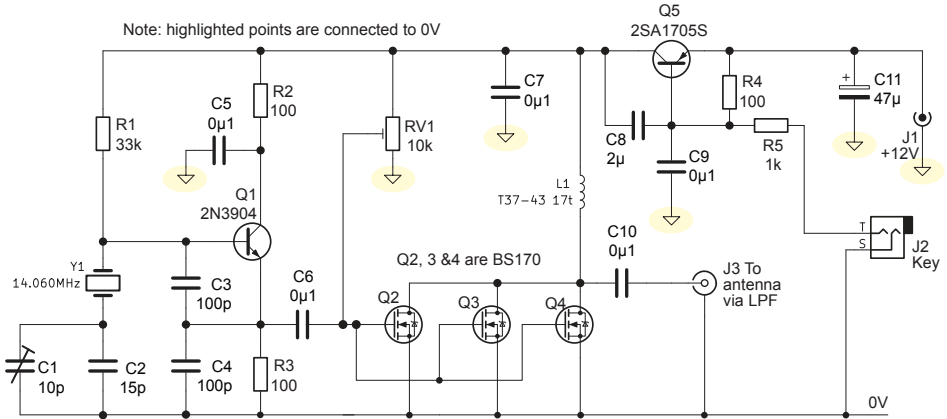 Note: highlighted points are connected to 0V
Q5
2SA1705S
R1
33k
C5
0µ1
R2
100
RV1
10k
C7
0µ1
C8
2µ
C9
0µ1
R4
100
R5
1k
+
C11
47µ
J1
+12V
Q1
2N3904
L1
T37-43 17t
Y1
14.060MHz
C3
100p
C6
0µ1
Q2, 3 &4 are BS170
Q2
Q3
Q4
C10
0µ1
J3 To
antenna
via LPF
T
S
J2
Key
C1
10p
C2
15p
C4
100p
R3
100
0V